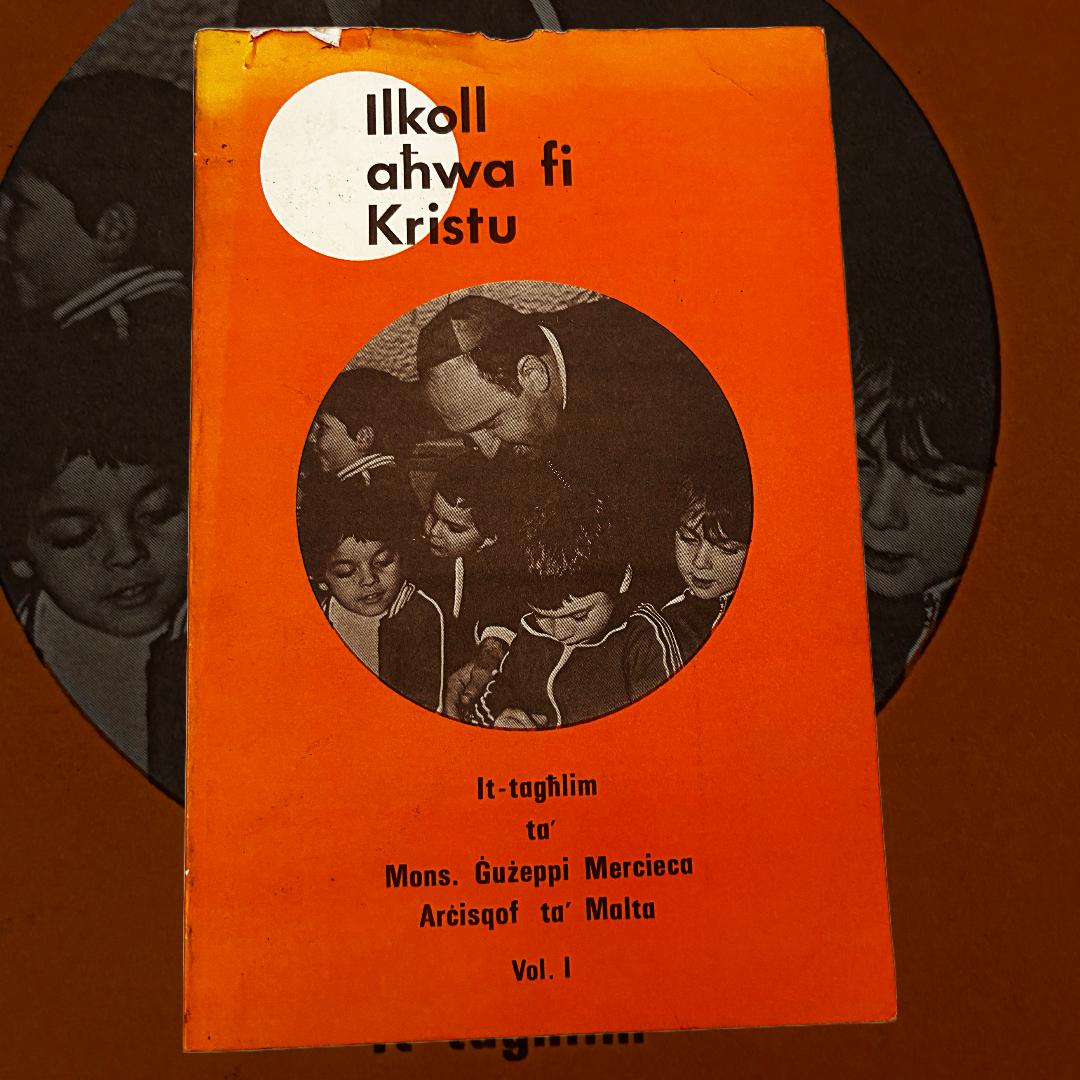 Ilkoll
aħwa fi
Kristu
It-tagħlim
ta'
Mons. Ġużeppi Mercieca
Arċisqof ta' Malta
Vol. I